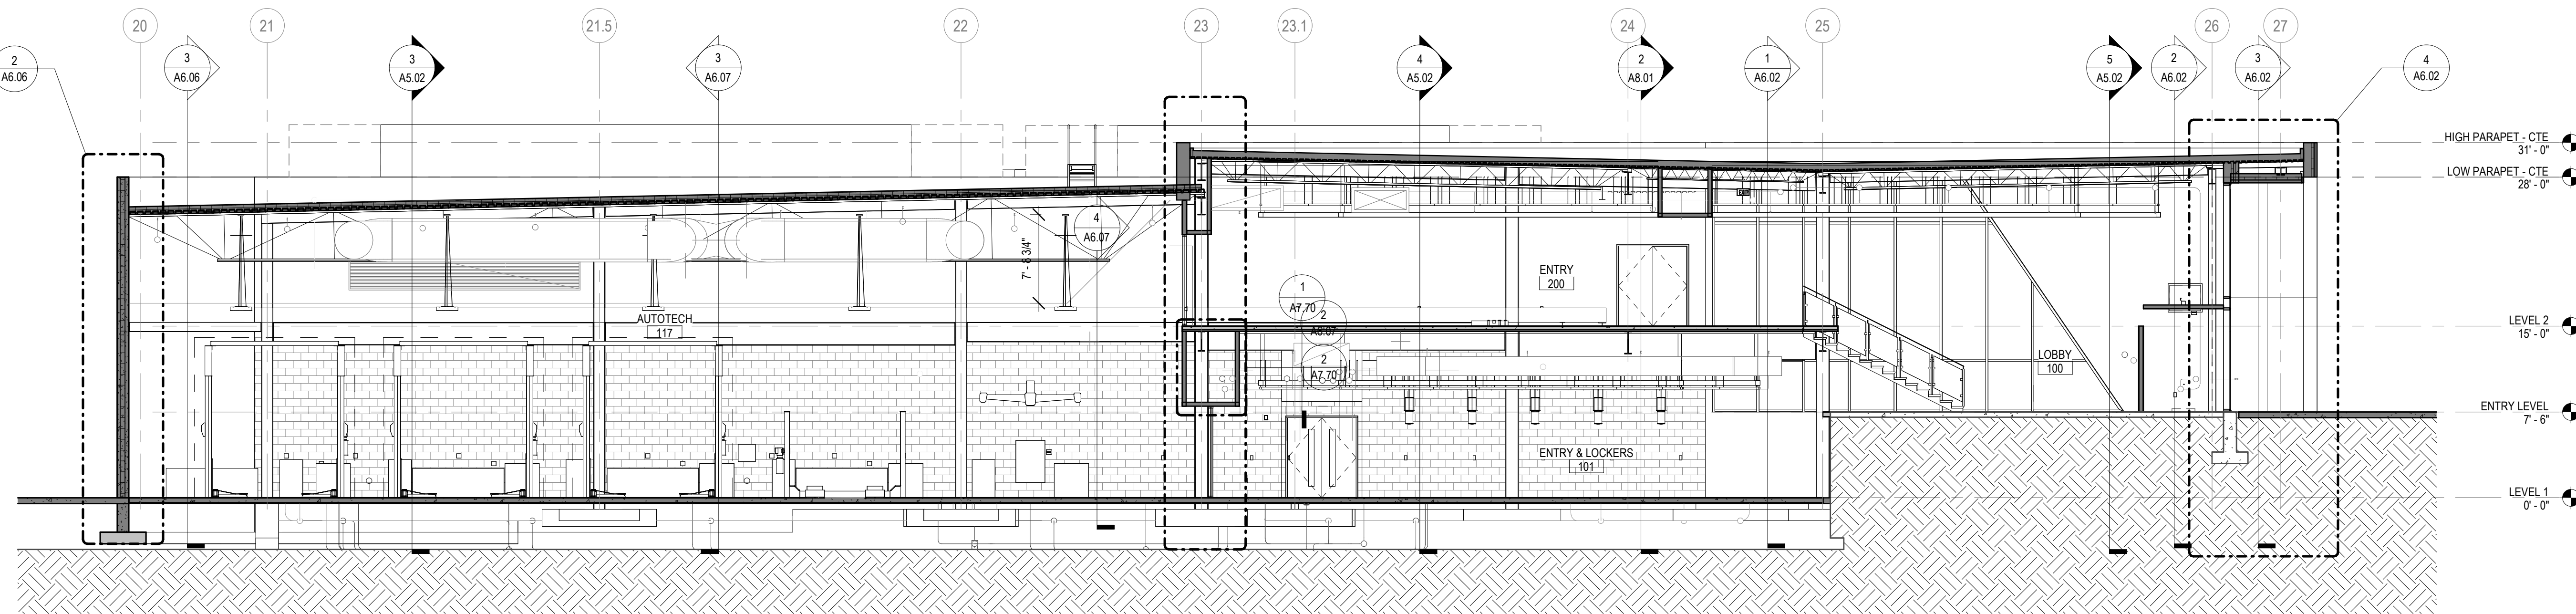 20
21
21.5
22
23
23.1
24
25
26
27
2
A6.06
3
A6.06
3
A5.02
3
A6.07
4
A5.02
2
A8.01
1
A6.02
5
A5.02
2
A6.02
3
A6.02
4
A6.02
HIGH PARAPET - CTE
31' - 0"
LOW PARAPET - CTE
28' - 0"
4
A6.07
7' - 8 3/4"
ENTRY
200
1
A7.70
2
A6.07
AUTOTECH
117
LEVEL 2
15' - 0"
2
A7.70
LOBBY
100
ENTRY LEVEL
7' - 6"
ENTRY & LOCKERS
101
LEVEL 1
0' - 0"